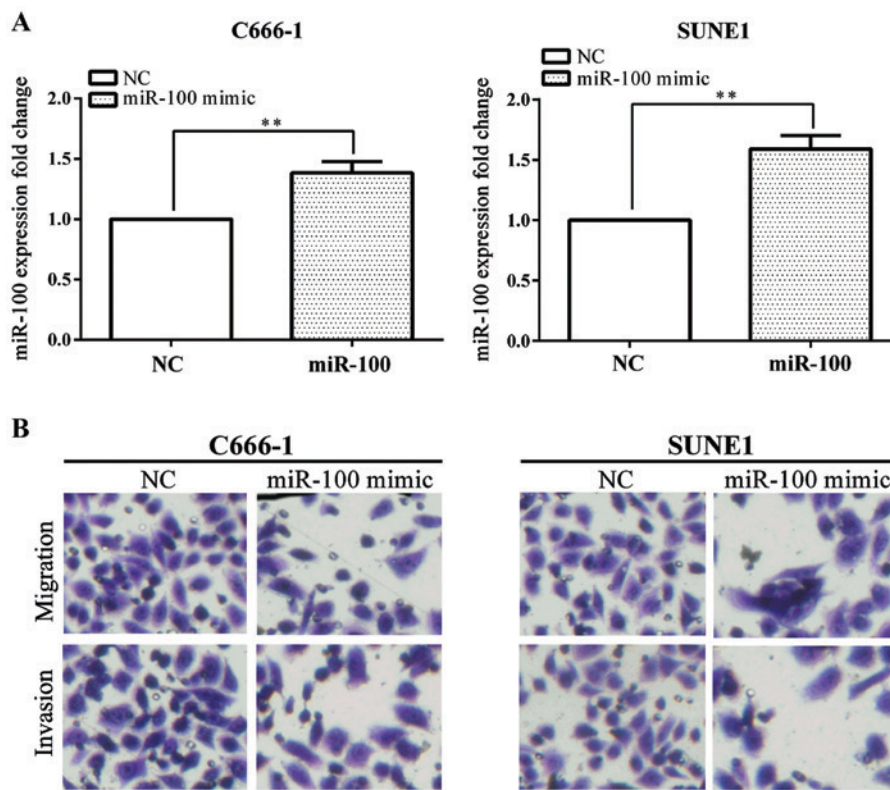 A
C666-1
NC
miR-100 mimic
miR-100 expression fold change
2.0
1.5
1.0
0.5
0.0
**
NC
miR-100
SUNE1
NC
miR-100 mimic
miR-100 expression fold change
2.0
1.5
1.0
0.5
0.0
**
NC
miR-100
B
C666-1
SUNE1
NC
miR-100 mimic
NC
miR-100 mimic
Migration
Invasion